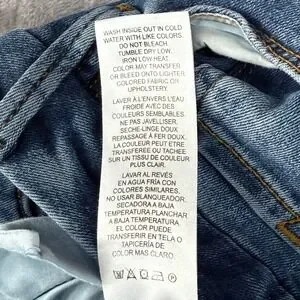 WASH INSIDE OUT IN COLD
WATER WITH LIKE COLORS
DO NOT BLEACH
TUMBLE DRY LOW
IRON LOW HEAT.
COLOR MAY TRANSFER
OR BLEED ONTO LIGHTER
COLORED FABRIC OR
UPHOLSTERY.
LAVER À L'ENVERS L'EAU
FROIDE AVEC DES
COULEURS SEMBLABLES.
NE PAS JAVELLISER.
SECHE-LINGE DOUX
REPASSAGE À FER DOUX.
LA COULEUR PEUT ETRE
TRANSFÉREE OU TACHÉE
SUR UN TISSU DE COULEUR
PLUS CLAIR.
LAVAR AL REVÉS
EN AGUA FRÍA CON
COLORES SIMILARES.
NO USAR BLANQUEADOR.
SECADORA A BAJA
TEMPERATURA PLANCHAR
A BAJA TEMPERATURA.
EL COLOR PUEDE
TRANSFERIR EN TELA O
TAPICERÍA DE
COLOR MAS CLARO.